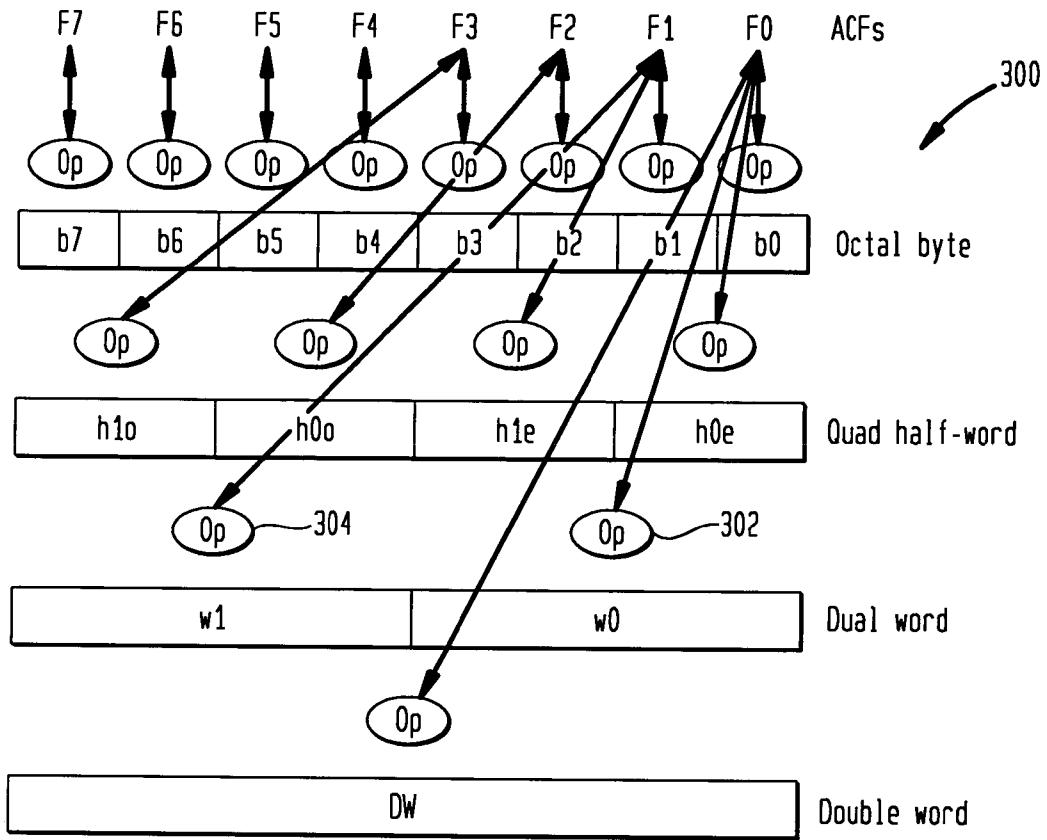 F7 F6 F5 F4 F3 F2 F1 F0 ACFs
300
Op Op Op Op Op Op Op Op
b7 b6 b5 b4 b3 b2 b1 b0 Octal byte
Op Op Op Op
h1o h0o h1e h0e Quad half-word
Op 304 Op 302
w1 w0 Dual word
Op
DW Double word